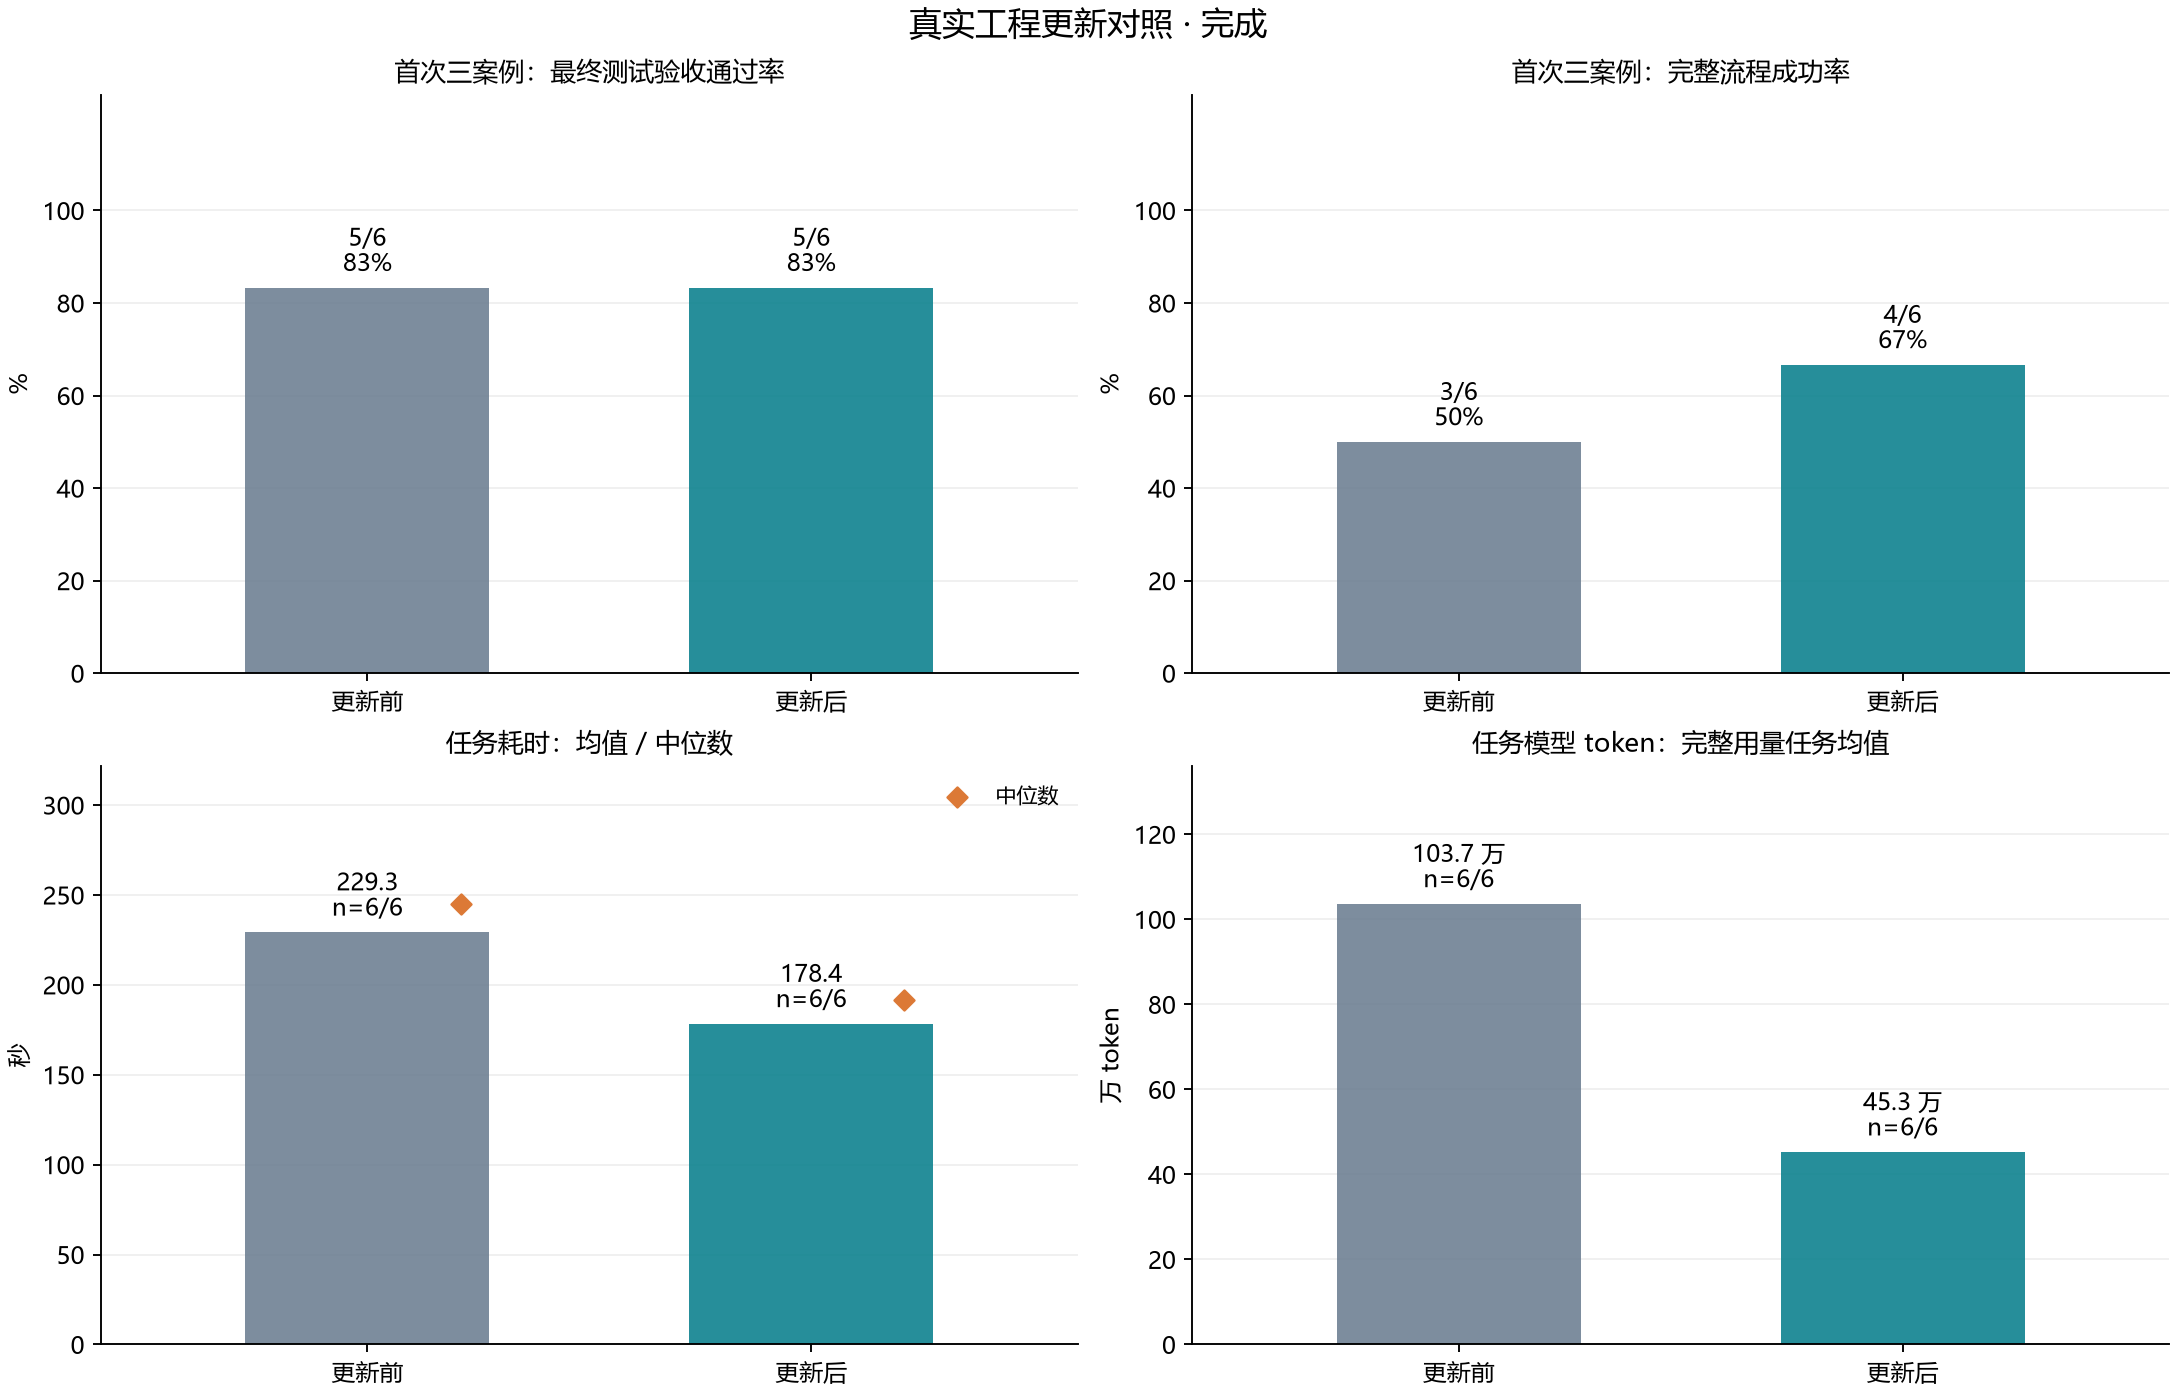 真实工程更新对照 · 完成
首次三案例：最终测试验收通过率
%
100
80
60
40
20
0
5/6
83%
5/6
83%
更新前
更新后
首次三案例：完整流程成功率
%
100
80
60
40
20
0
3/6
50%
4/6
67%
更新前
更新后
任务耗时：均值 / 中位数
中位数
秒
300
250
200
150
100
50
0
229.3
n=6/6
178.4
n=6/6
更新前
更新后
任务模型 token：完整用量任务均值
万 token
120
100
80
60
40
20
0
103.7 万
n=6/6
45.3 万
n=6/6
更新前
更新后